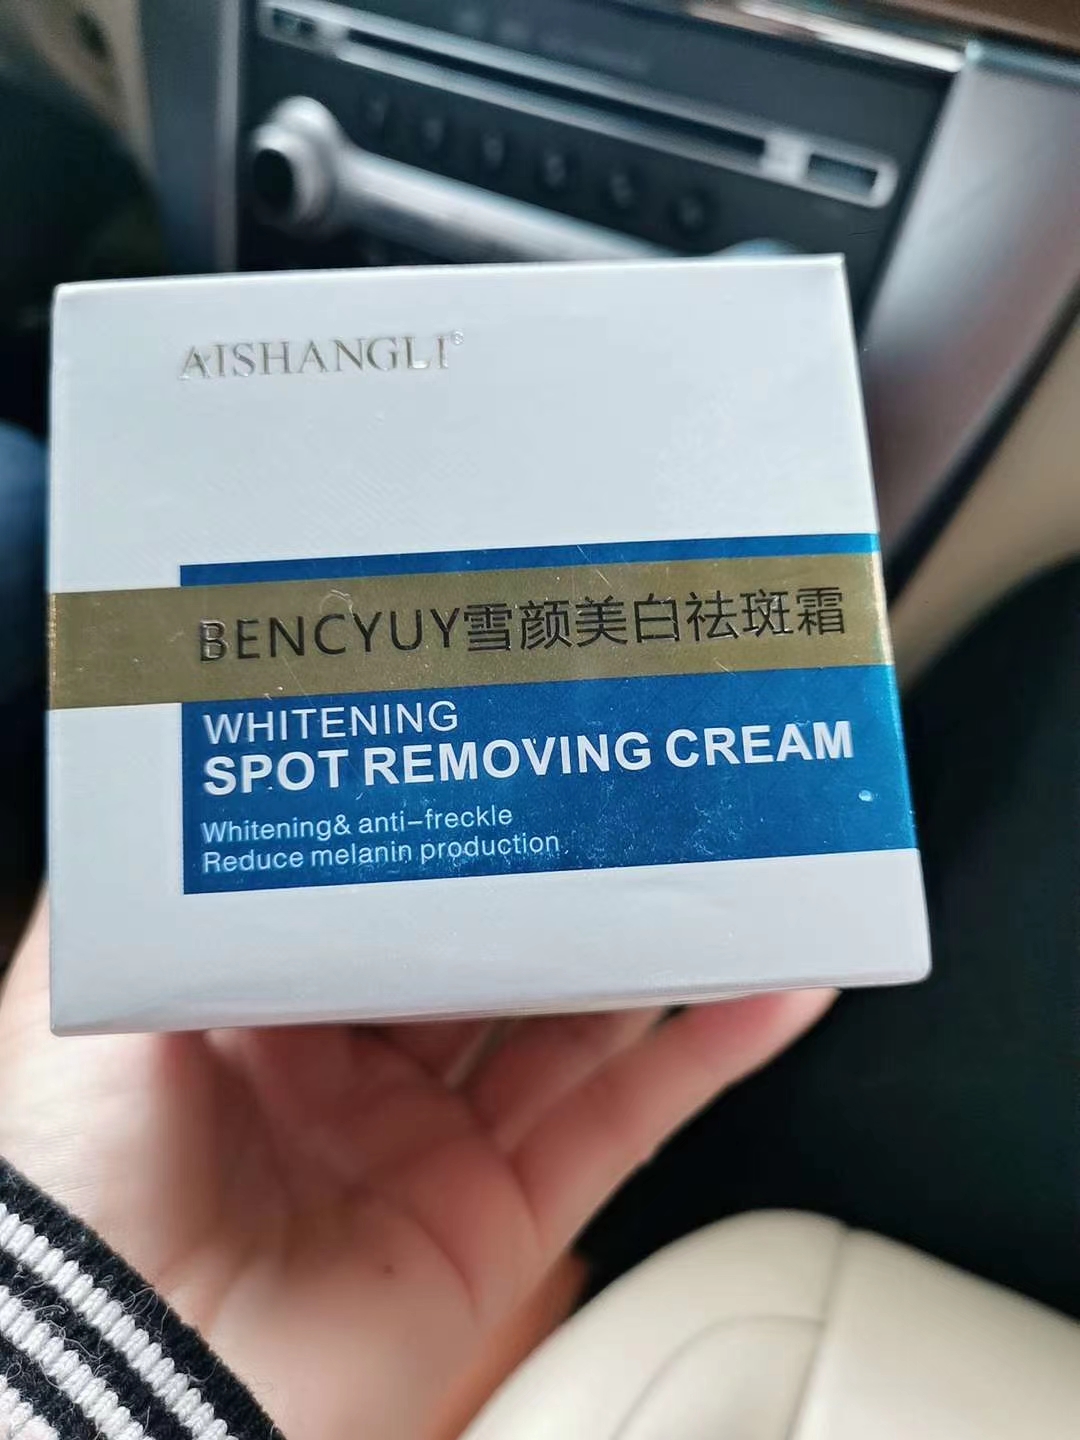 AISHANGLI®
BENCYUY雪颜美白祛斑霜
WHITENING
SPOT REMOVING CREAM
Whitening& anti-freckle
Reduce melanin production